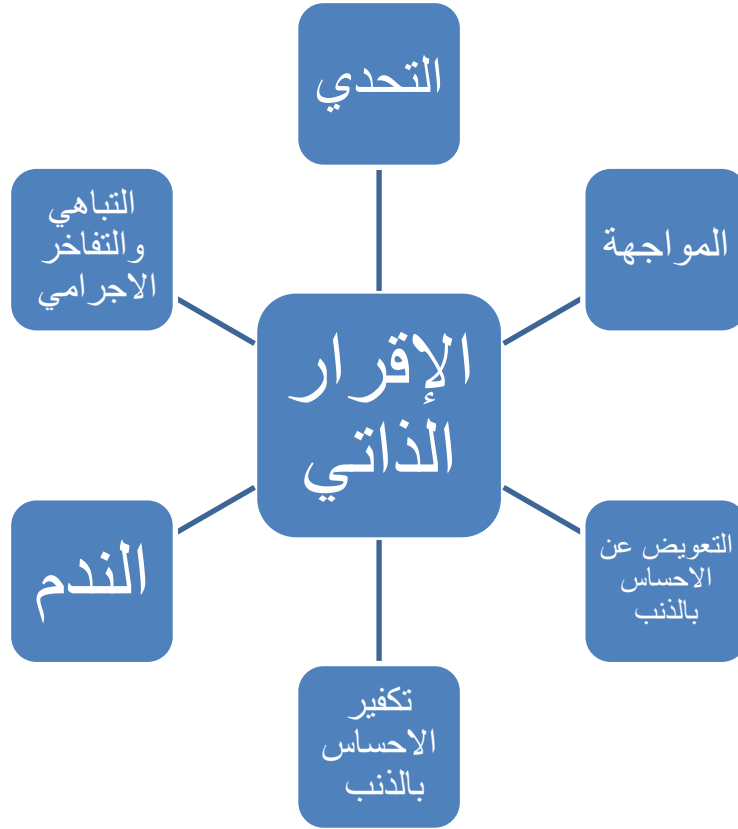 التحدي
المواجهة
التعويض عن
الاحساس
بالذنب
تكفير
الاحساس
بالذنب
الندم
التباهي
والتفاخر
الاجرامي
الإقرار
الذاتي